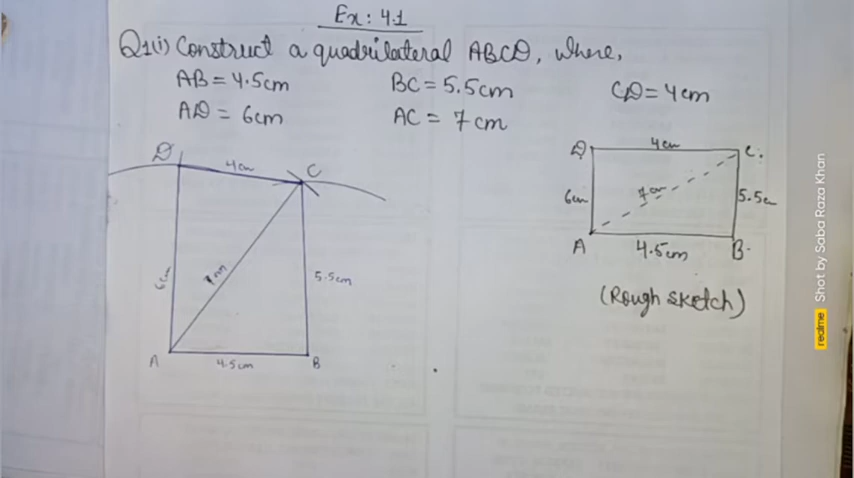 Ex: 4.1
Q1(i) Construct a quadrilateral ABCD, where,
AB = 4.5cm BC = 5.5cm CD = 4cm
AD = 6cm AC = 7cm
D 4cm C
6cm 7cm 5.5cm
A 4.5cm B
D 4cm C.
6cm 7cm 5.5c
A 4.5cm B.
(Rough sketch)
realme Shot by Saba Raza Khan